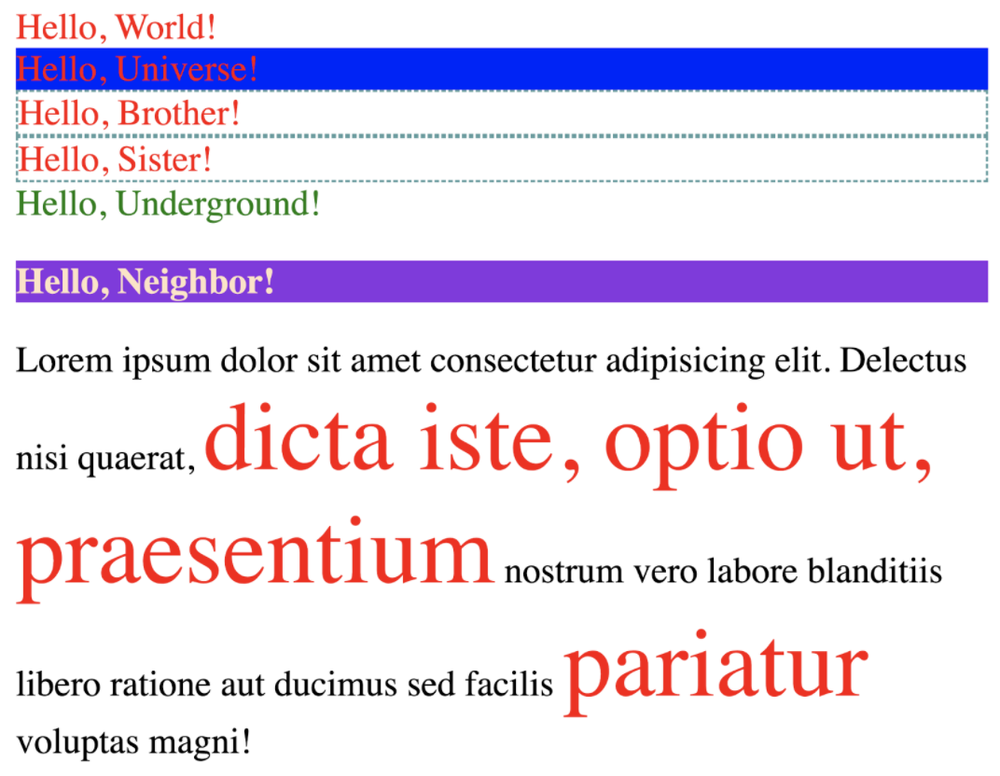 Hello, World!
Hello, Universe!
Hello, Brother!
Hello, Sister!
Hello, Underground!
Hello, Neighbor!
Lorem ipsum dolor sit amet consectetur adipisicing elit. Delectus
nisi quaerat, dicta iste, optio ut,
praesentium nostrum vero labore blanditiis
libero ratione aut ducimus sed facilis pariatur
voluptas magni!